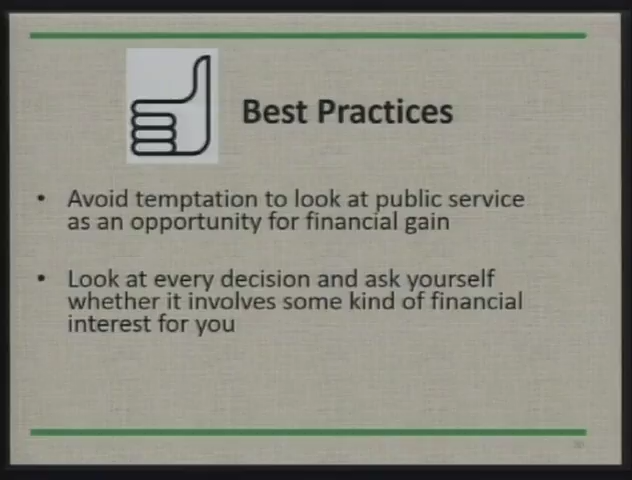 Best Practices
• Avoid temptation to look at public service
as an opportunity for financial gain
• Look at every decision and ask yourself
whether it involves some kind of financial
interest for you